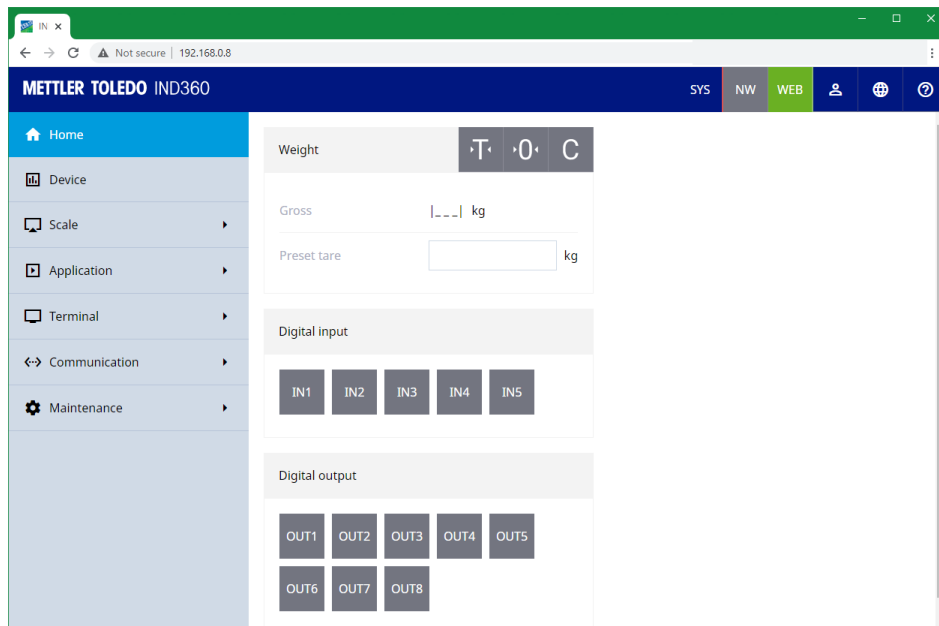 IN
Not secure | 192.168.0.8
METTLER TOLEDO IND360
SYS
NW
WEB
Home
Device
Scale
Application
Terminal
Communication
Maintenance
Weight
T
0
C
Gross
|___| kg
Preset tare
kg
Digital input
IN1 IN2 IN3 IN4 IN5
Digital output
OUT1 OUT2 OUT3 OUT4 OUT5
OUT6 OUT7 OUT8